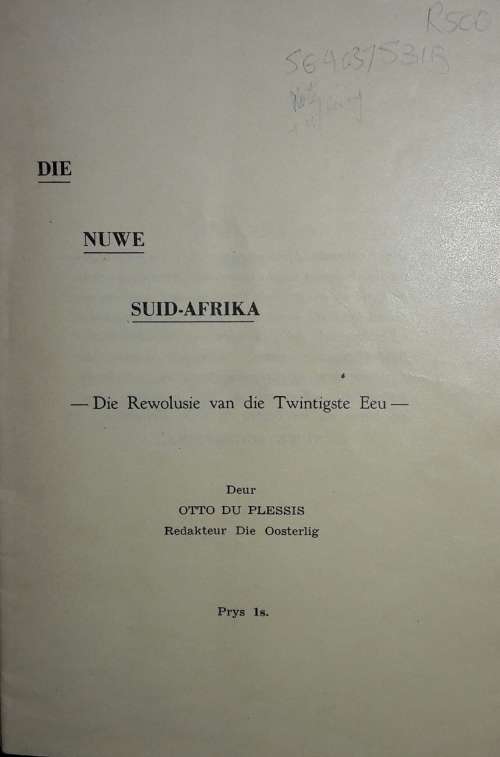 R500
DIE
NUWE
SUID-AFRIKA
— Die Rewolusie van die Twintigste Eeu —
Deur
OTTO DU PLESSIS
Redakteur Die Oosterlig
Prys 1s.